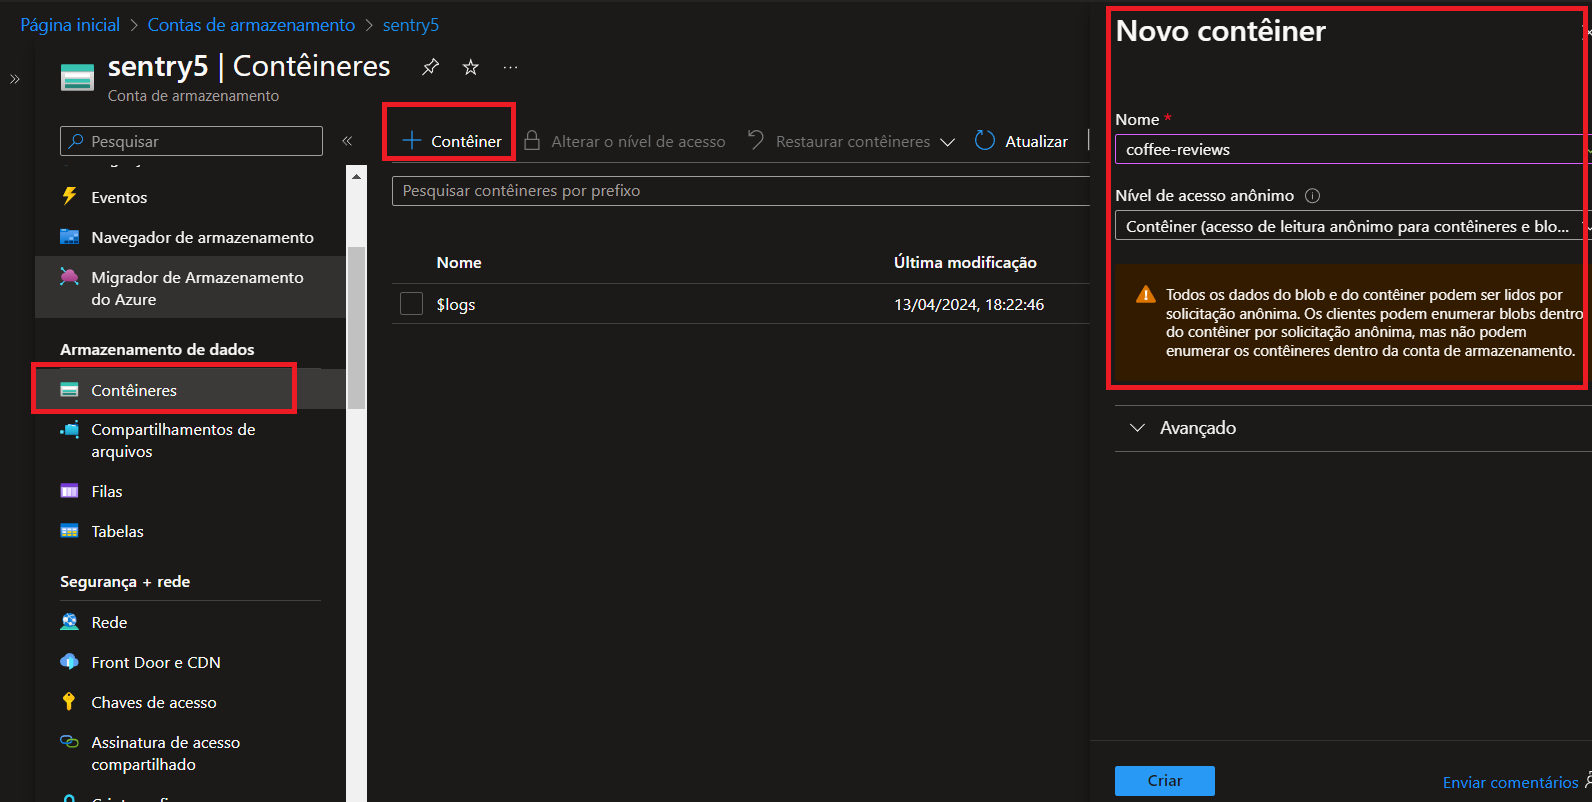 Página inicial > Contas de armazenamento > sentry5
sentry5 | Contêineres
Conta de armazenamento
Pesquisar
Eventos
Navegador de armazenamento
Migrador de Armazenamento
do Azure
Armazenamento de dados
Contêineres
Compartilhamentos de
arquivos
Filas
Tabelas
Segurança + rede
Rede
Front Door e CDN
Chaves de acesso
Assinatura de acesso
compartilhado
Contêiner
Alterar o nível de acesso
Restaurar contêineres
Atualizar
Pesquisar contêineres por prefixo
Nome
Última modificação
$logs
13/04/2024, 18:22:46
Novo contêiner
Nome *
coffee-reviews
Nível de acesso anônimo
Contêiner (acesso de leitura anônimo para contêineres e blo...
Todos os dados do blob e do contêiner podem ser lidos por
solicitação anônima. Os clientes podem enumerar blobs dentro
do contêiner por solicitação anônima, mas não podem
enumerar os contêineres dentro da conta de armazenamento.
Avançado
Criar
Enviar comentários